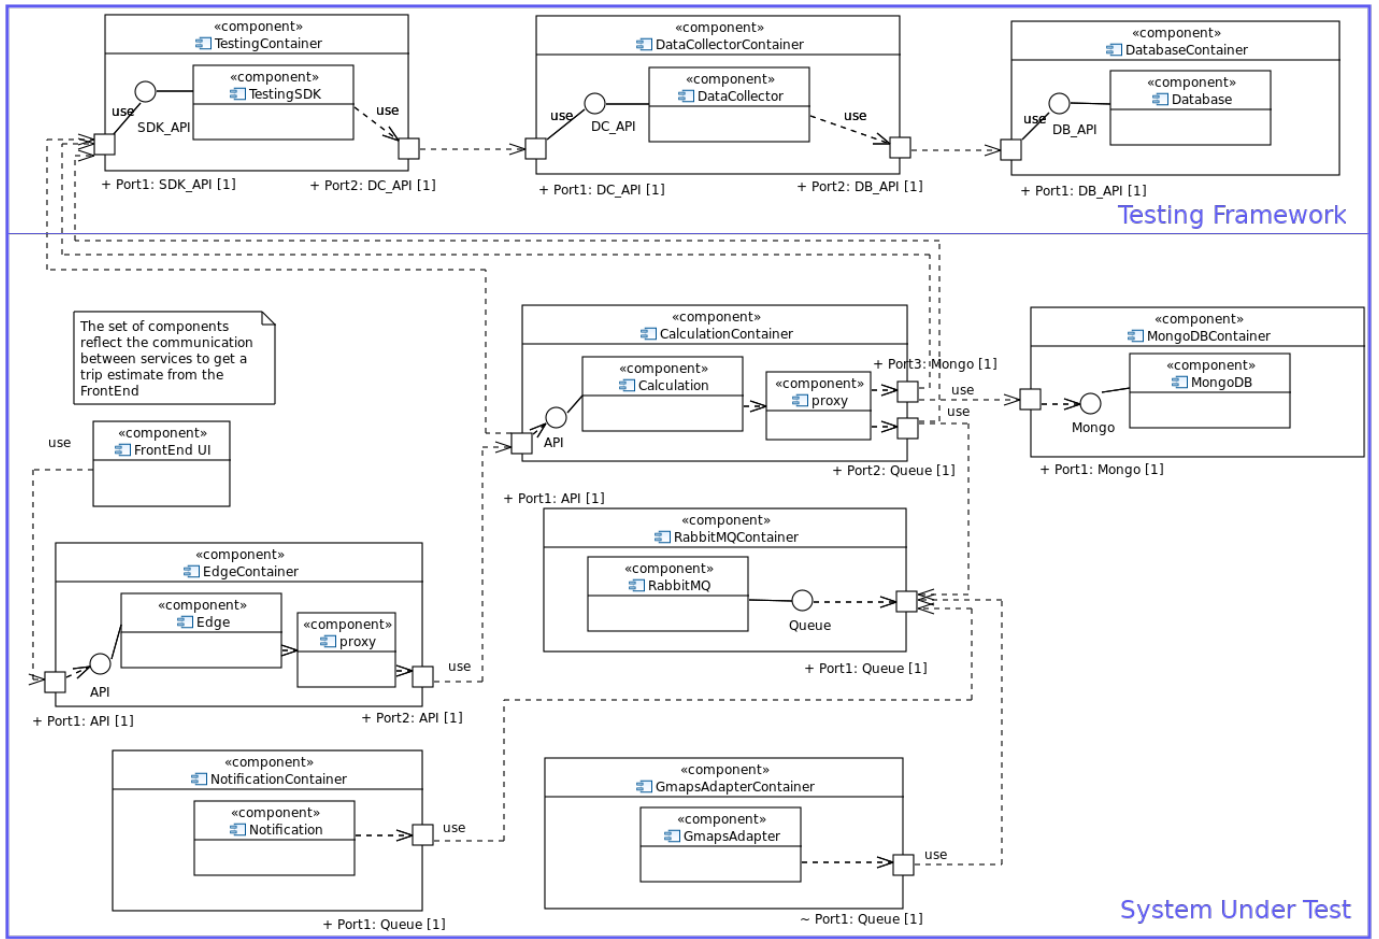 «component»
TestingContainer
«component»
TestingSDK
use
SDK_API
use
+ Port1: SDK_API [1]
+ Port2: DC_API [1]
«component»
DataCollectorContainer
«component»
DataCollector
use
DC_API
use
+ Port1: DC_API [1]
+ Port2: DB_API [1]
«component»
DatabaseContainer
«component»
Database
use
DB_API
+ Port1: DB_API [1]
Testing Framework
The set of components
reflect the communication
between services to get a
trip estimate from the
FrontEnd
«component»
CalculationContainer
«component»
Calculation
«component»
proxy
API
+ Port3: Mongo [1]
use
use
+ Port2: Queue [1]
+ Port1: API [1]
«component»
MongoDBContainer
«component»
MongoDB
Mongo
+ Port1: Mongo [1]
use
«component»
FrontEnd UI
«component»
RabbitMQContainer
«component»
RabbitMQ
Queue
+ Port1: Queue [1]
«component»
EdgeContainer
«component»
Edge
«component»
proxy
API
use
+ Port1: API [1]
+ Port2: API [1]
«component»
NotificationContainer
«component»
Notification
use
+ Port1: Queue [1]
«component»
GmapsAdapterContainer
«component»
GmapsAdapter
use
~ Port1: Queue [1]
System Under Test